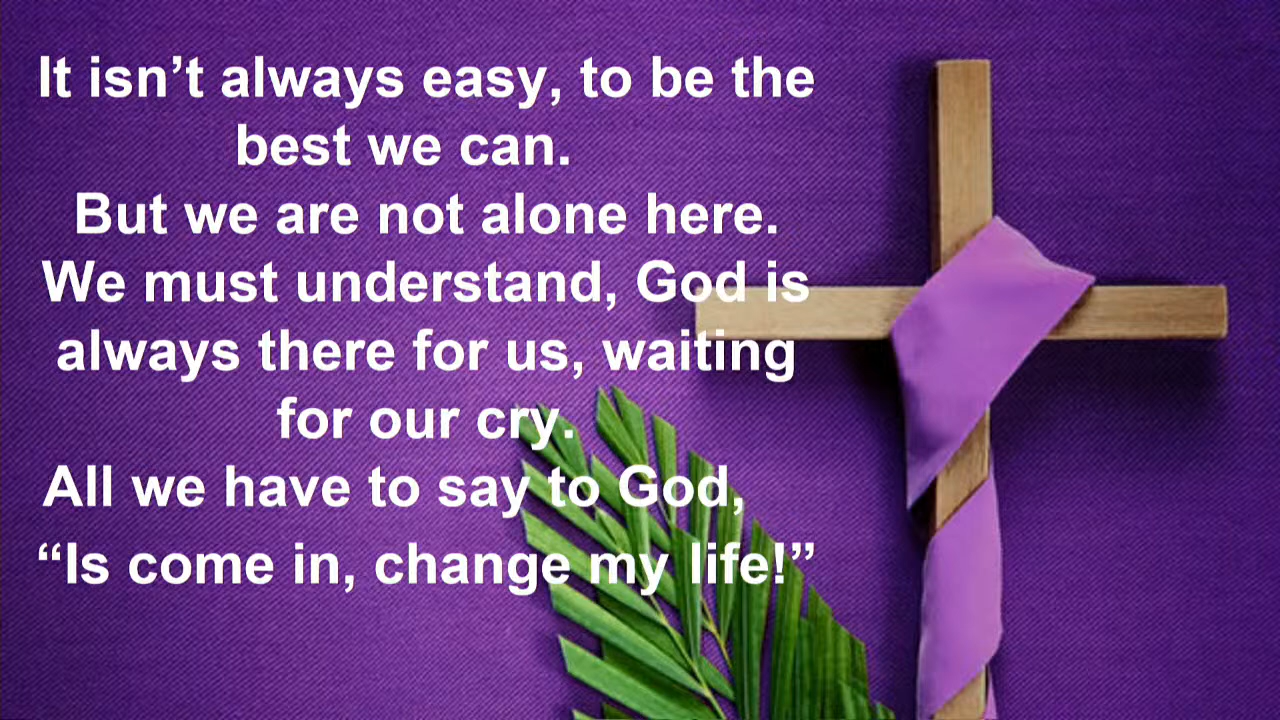 It isn’t always easy, to be the
best we can.
But we are not alone here.
We must understand, God is
always there for us, waiting
for our cry.
All we have to say to God,
“Is come in, change my life!”